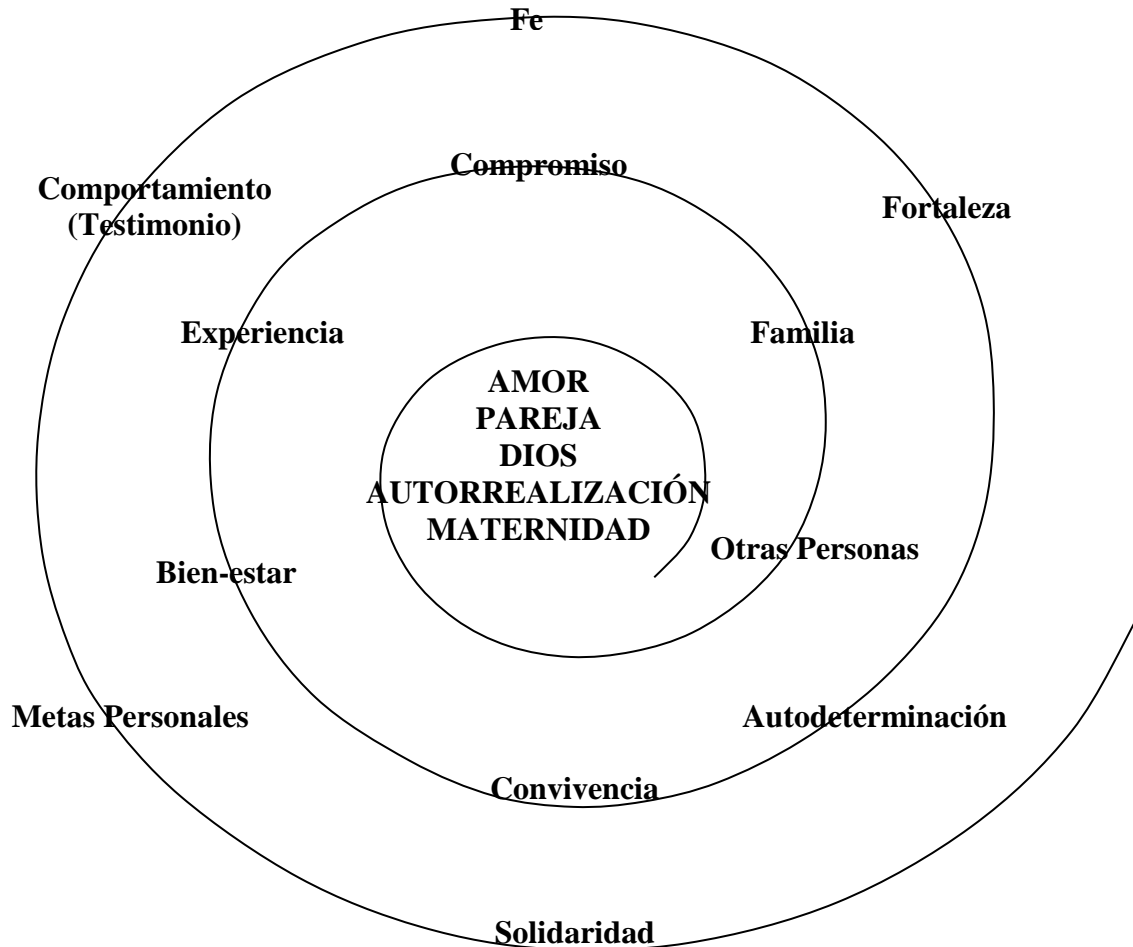 Fe
Compromiso
Comportamiento
(Testimonio)
Fortaleza
Experiencia
Familia
AMOR
PAREJA
DIOS
AUTORREALIZACIÓN
MATERNIDAD
Otras Personas
Bien-estar
Metas Personales
Autodeterminación
Convivencia
Solidaridad